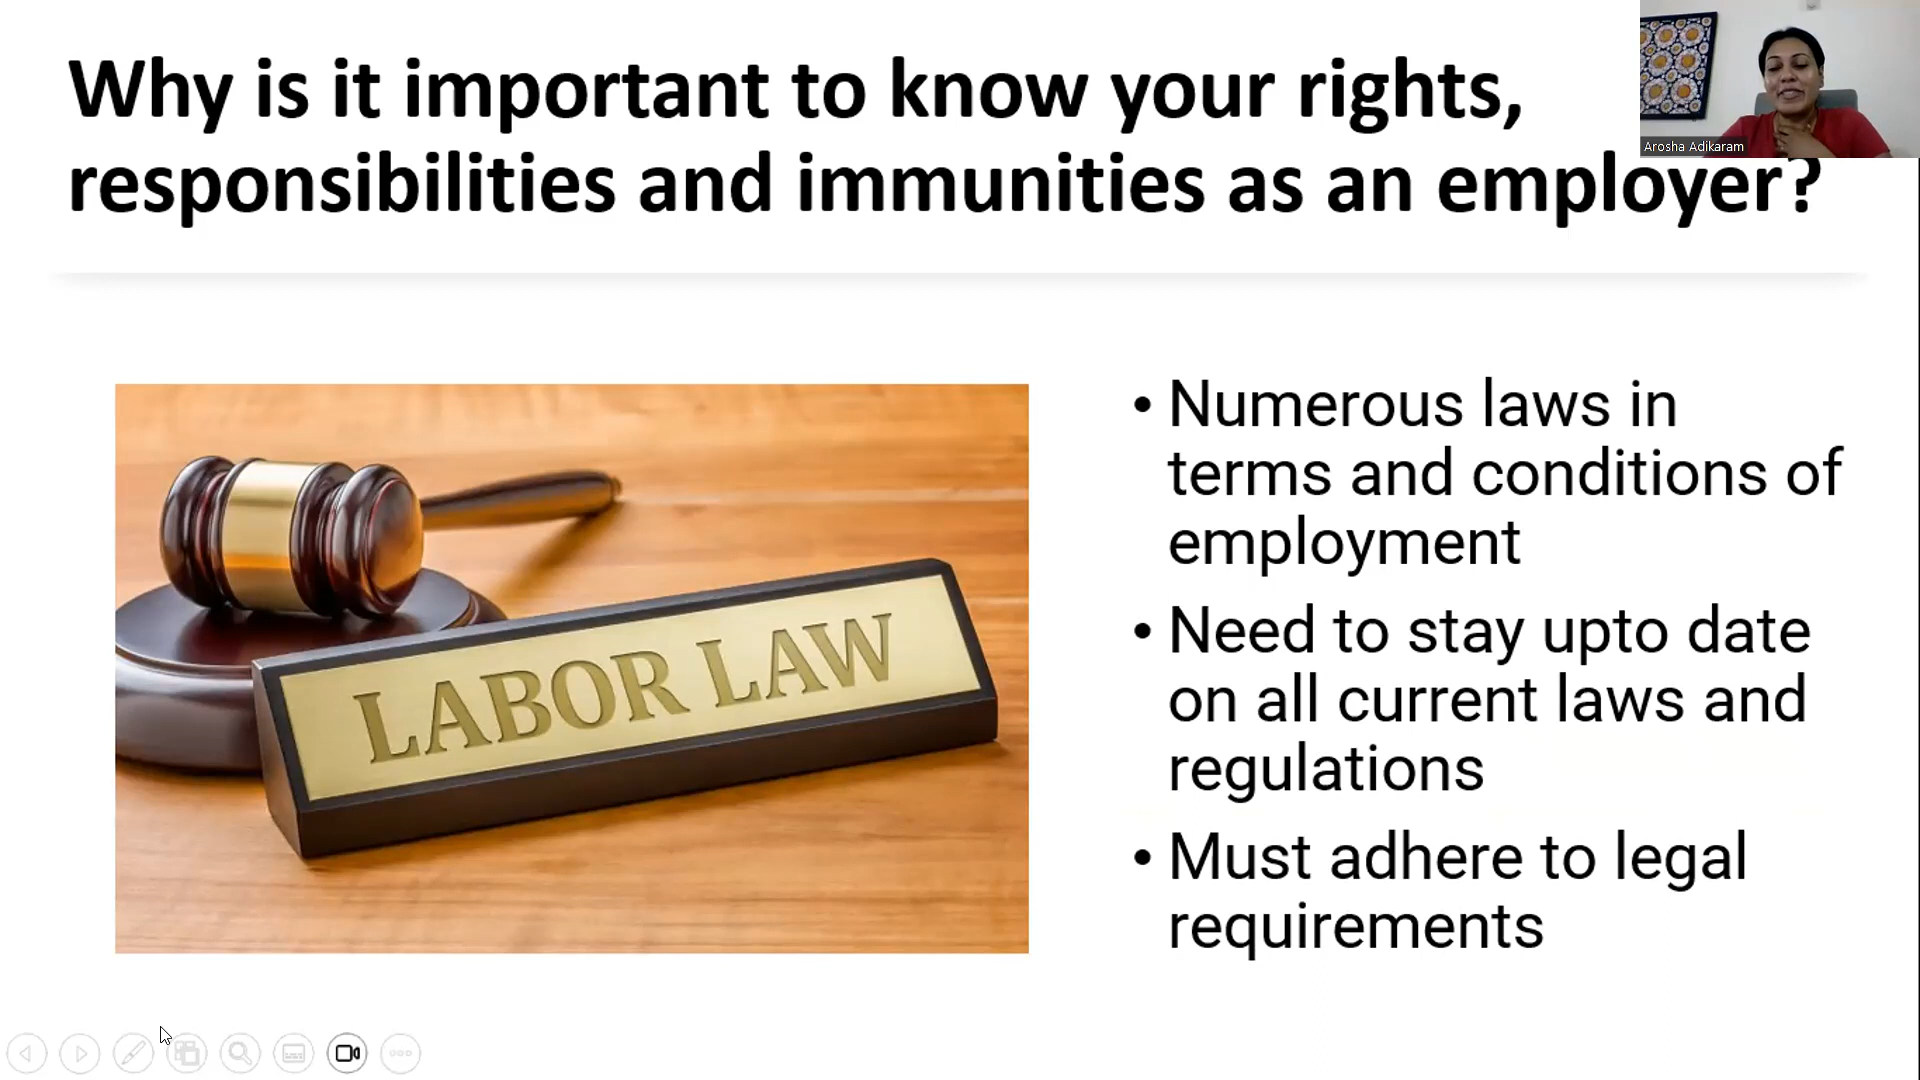 Why is it important to know your rights,
responsibilities and immunities as an employer?
Arosha Adikaram
LABOR LAW
• Numerous laws in
terms and conditions of
employment
• Need to stay upto date
on all current laws and
regulations
• Must adhere to legal
requirements